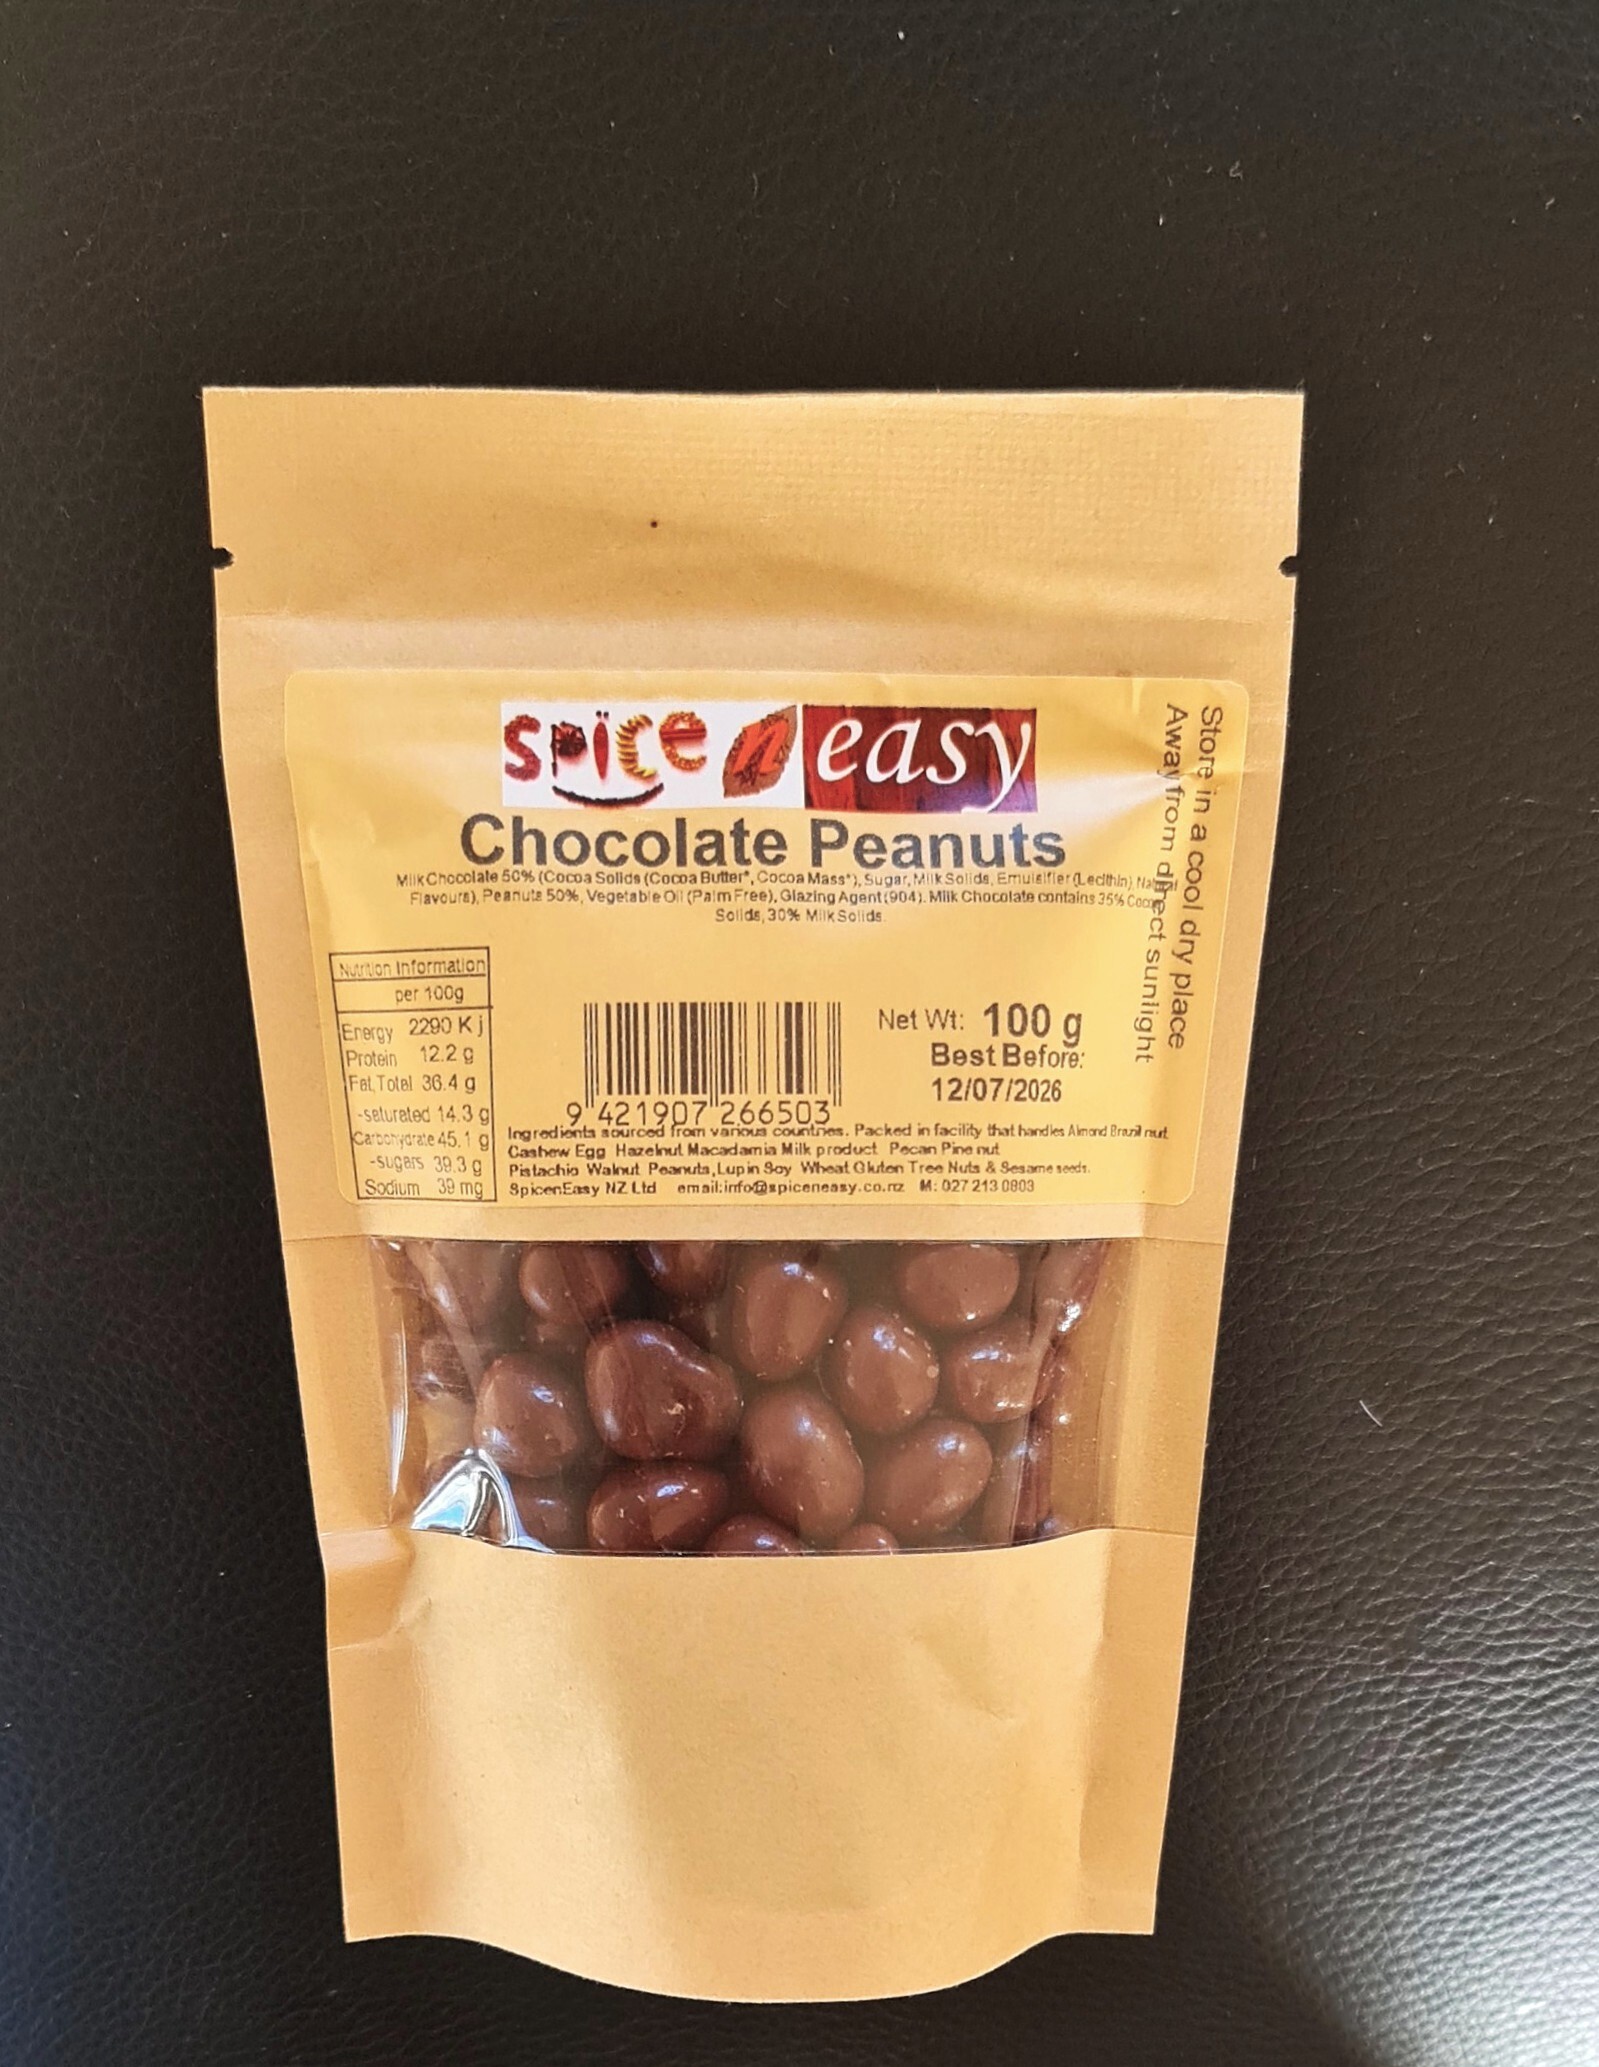 spice n easy
Chocolate Peanuts
Milk Chocolate 50% (Cocoa Solids (Cocoa Butter*, Cocoa Mass*), Sugar, Milk Solids, Emulsifier (Lecithin) Natural
Flavours), Peanuts 50%, Vegetable Oil (Palm Free), Glazing Agent (904). Milk Chocolate contains 35% Cocoa
Solids, 30% Milk Solids.
Store in a cool dry place
Away from direct sunlight
Nutrition Information
per 100g
Energy 2290 Kj
Protein 12.2 g
Fat, Total 36.4 g
-saturated 14.3 g
Carbohydrate 45.1 g
-sugars 39.3 g
Sodium 39 mg
9 421907 266503
Net Wt: 100 g
Best Before:
12/07/2026
Ingredients sourced from various countries. Packed in facility that handles Almond Brazil nut
Cashew Egg Hazelnut Macadamia Milk product Pecan Pine nut
Pistachio Walnut Peanuts, Lupin Soy Wheat Gluten Tree Nuts & Sesame seeds.
SpicenEasy NZ Ltd email:info@spiceneasy.co.nz M: 027 213 0803